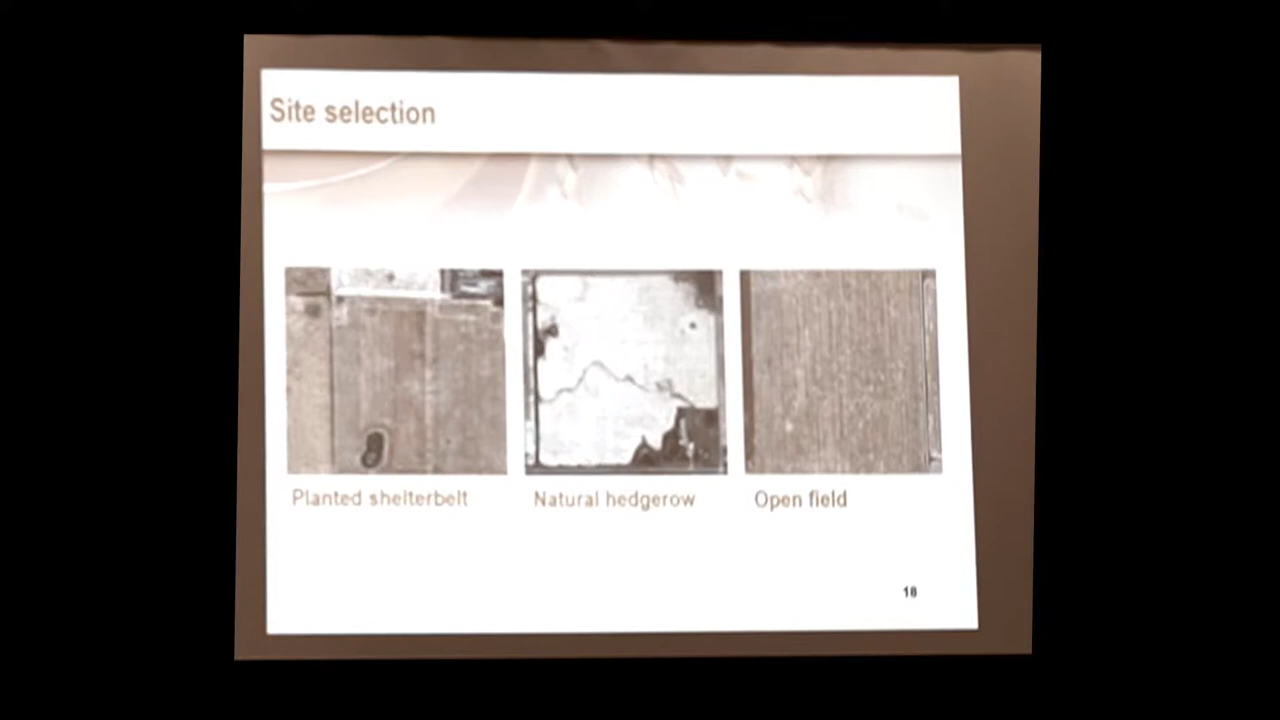 Site selection
Planted shelterbelt
Natural hedgerow
Open field
18